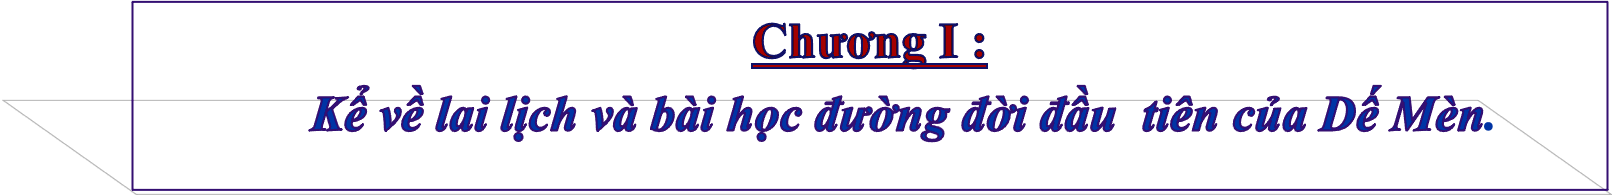 Chương I :
Kể về lai lịch và bài học đường đời đầu  tiên của Dế Mèn.